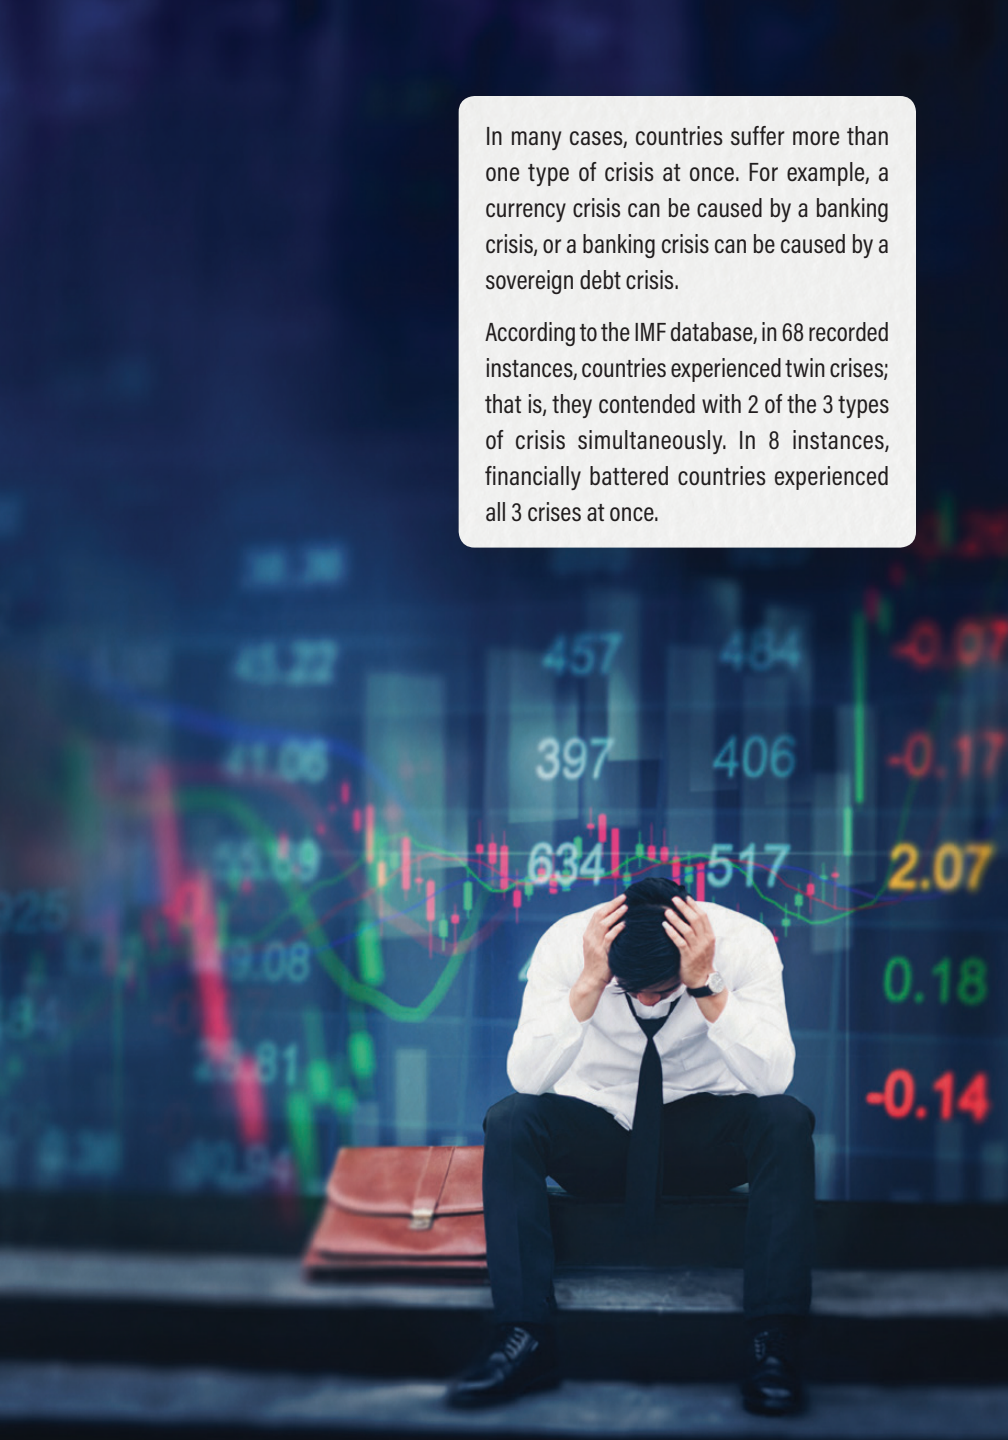 In many cases, countries suffer more than
one type of crisis at once. For example, a
currency crisis can be caused by a banking
crisis, or a banking crisis can be caused by a
sovereign debt crisis.
According to the IMF database, in 68 recorded
instances, countries experienced twin crises;
that is, they contended with 2 of the 3 types
of crisis simultaneously. In 8 instances,
financially battered countries experienced
all 3 crises at once.
45.22 457 484 -0.07
41.06 397 406 -0.17
634 517 2.07
9.08 0.18
-0.14